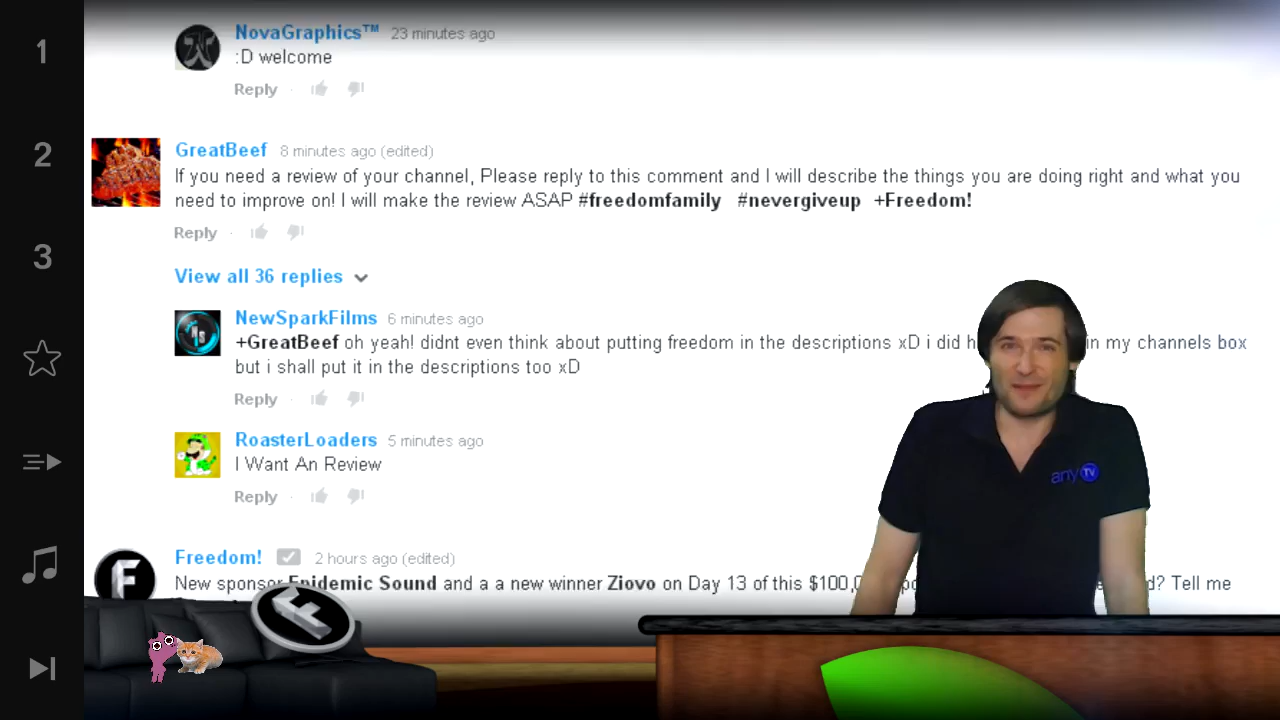 1
NovaGraphics™ 23 minutes ago
:D welcome
Reply
2
GreatBeef 8 minutes ago (edited)
If you need a review of your channel, Please reply to this comment and I will describe the things you are doing right and what you
need to improve on! I will make the review ASAP #freedomfamily #nevergiveup +Freedom!
Reply
3
View all 36 replies
NewSparkFilms 6 minutes ago
+GreatBeef oh yeah! didnt even think about putting freedom in the descriptions xD i did in my channels box
but i shall put it in the descriptions too xD
Reply
RoasterLoaders 5 minutes ago
I Want An Review
Reply
any TV
Freedom! 2 hours ago (edited)
New sponsor Epidemic Sound and a a new winner Ziovo on Day 13 of this $100, Tell me